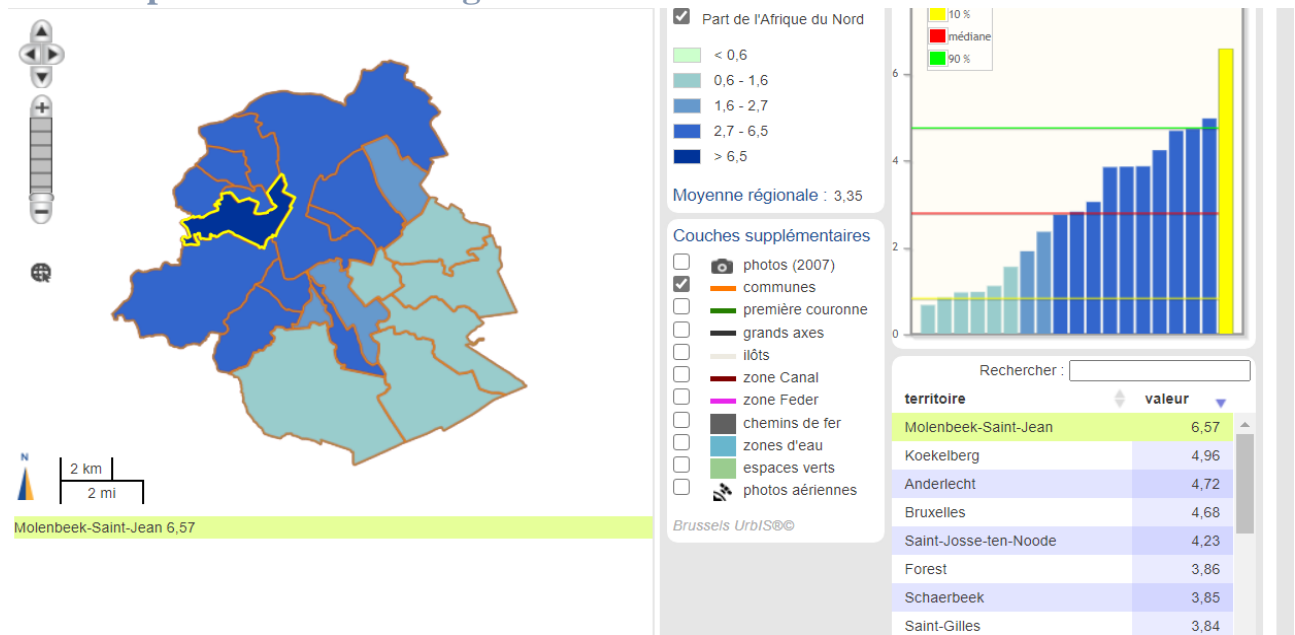 Part de l'Afrique du Nord
< 0,6
0,6 - 1,6
1,6 - 2,7
2,7 - 6,5
> 6,5
Moyenne régionale : 3,35
Couches supplémentaires
photos (2007)
communes
première couronne
grands axes
ilôts
zone Canal
zone Feder
chemins de fer
zones d'eau
espaces verts
photos aériennes
Brussels UrbIS®©
10 %
médiane
90 %
6
4
2
0
N
2 km
2 mi
Molenbeek-Saint-Jean 6,57
Rechercher :
territoire valeur
Molenbeek-Saint-Jean 6,57
Koekelberg 4,96
Anderlecht 4,72
Bruxelles 4,68
Saint-Josse-ten-Noode 4,23
Forest 3,86
Schaerbeek 3,85
Saint-Gilles 3,84